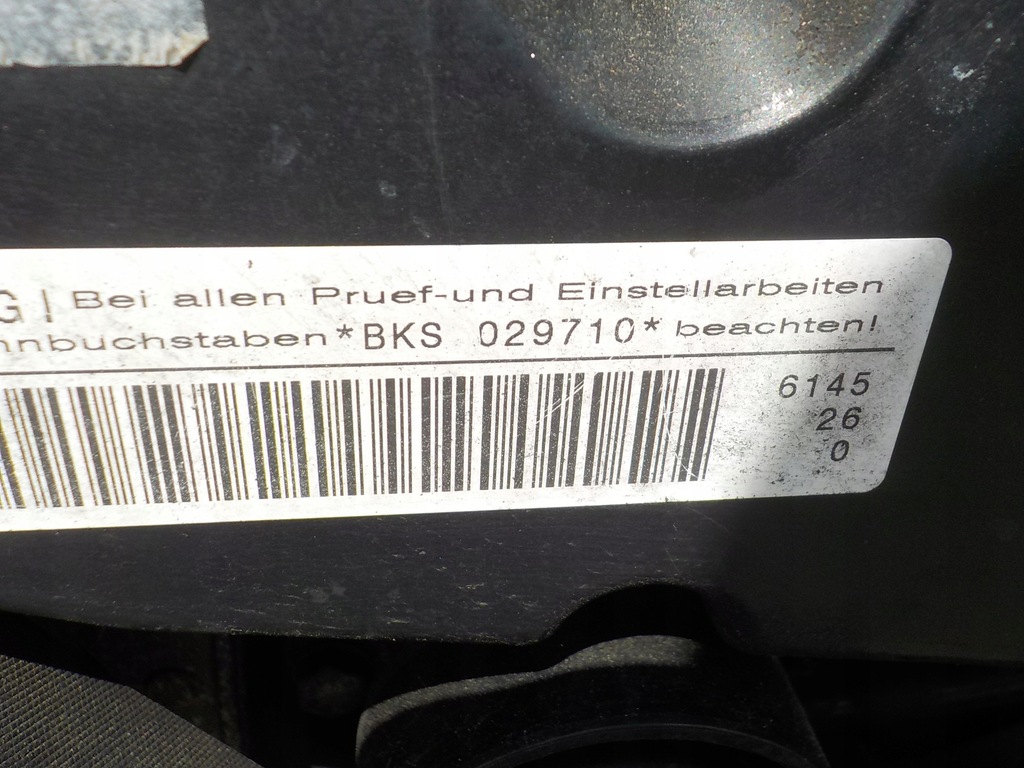 G! Bei allen Pruef-und Einstellarbeiten
nnbuchstaben*BKS 029710* beachten!
6145
26
0